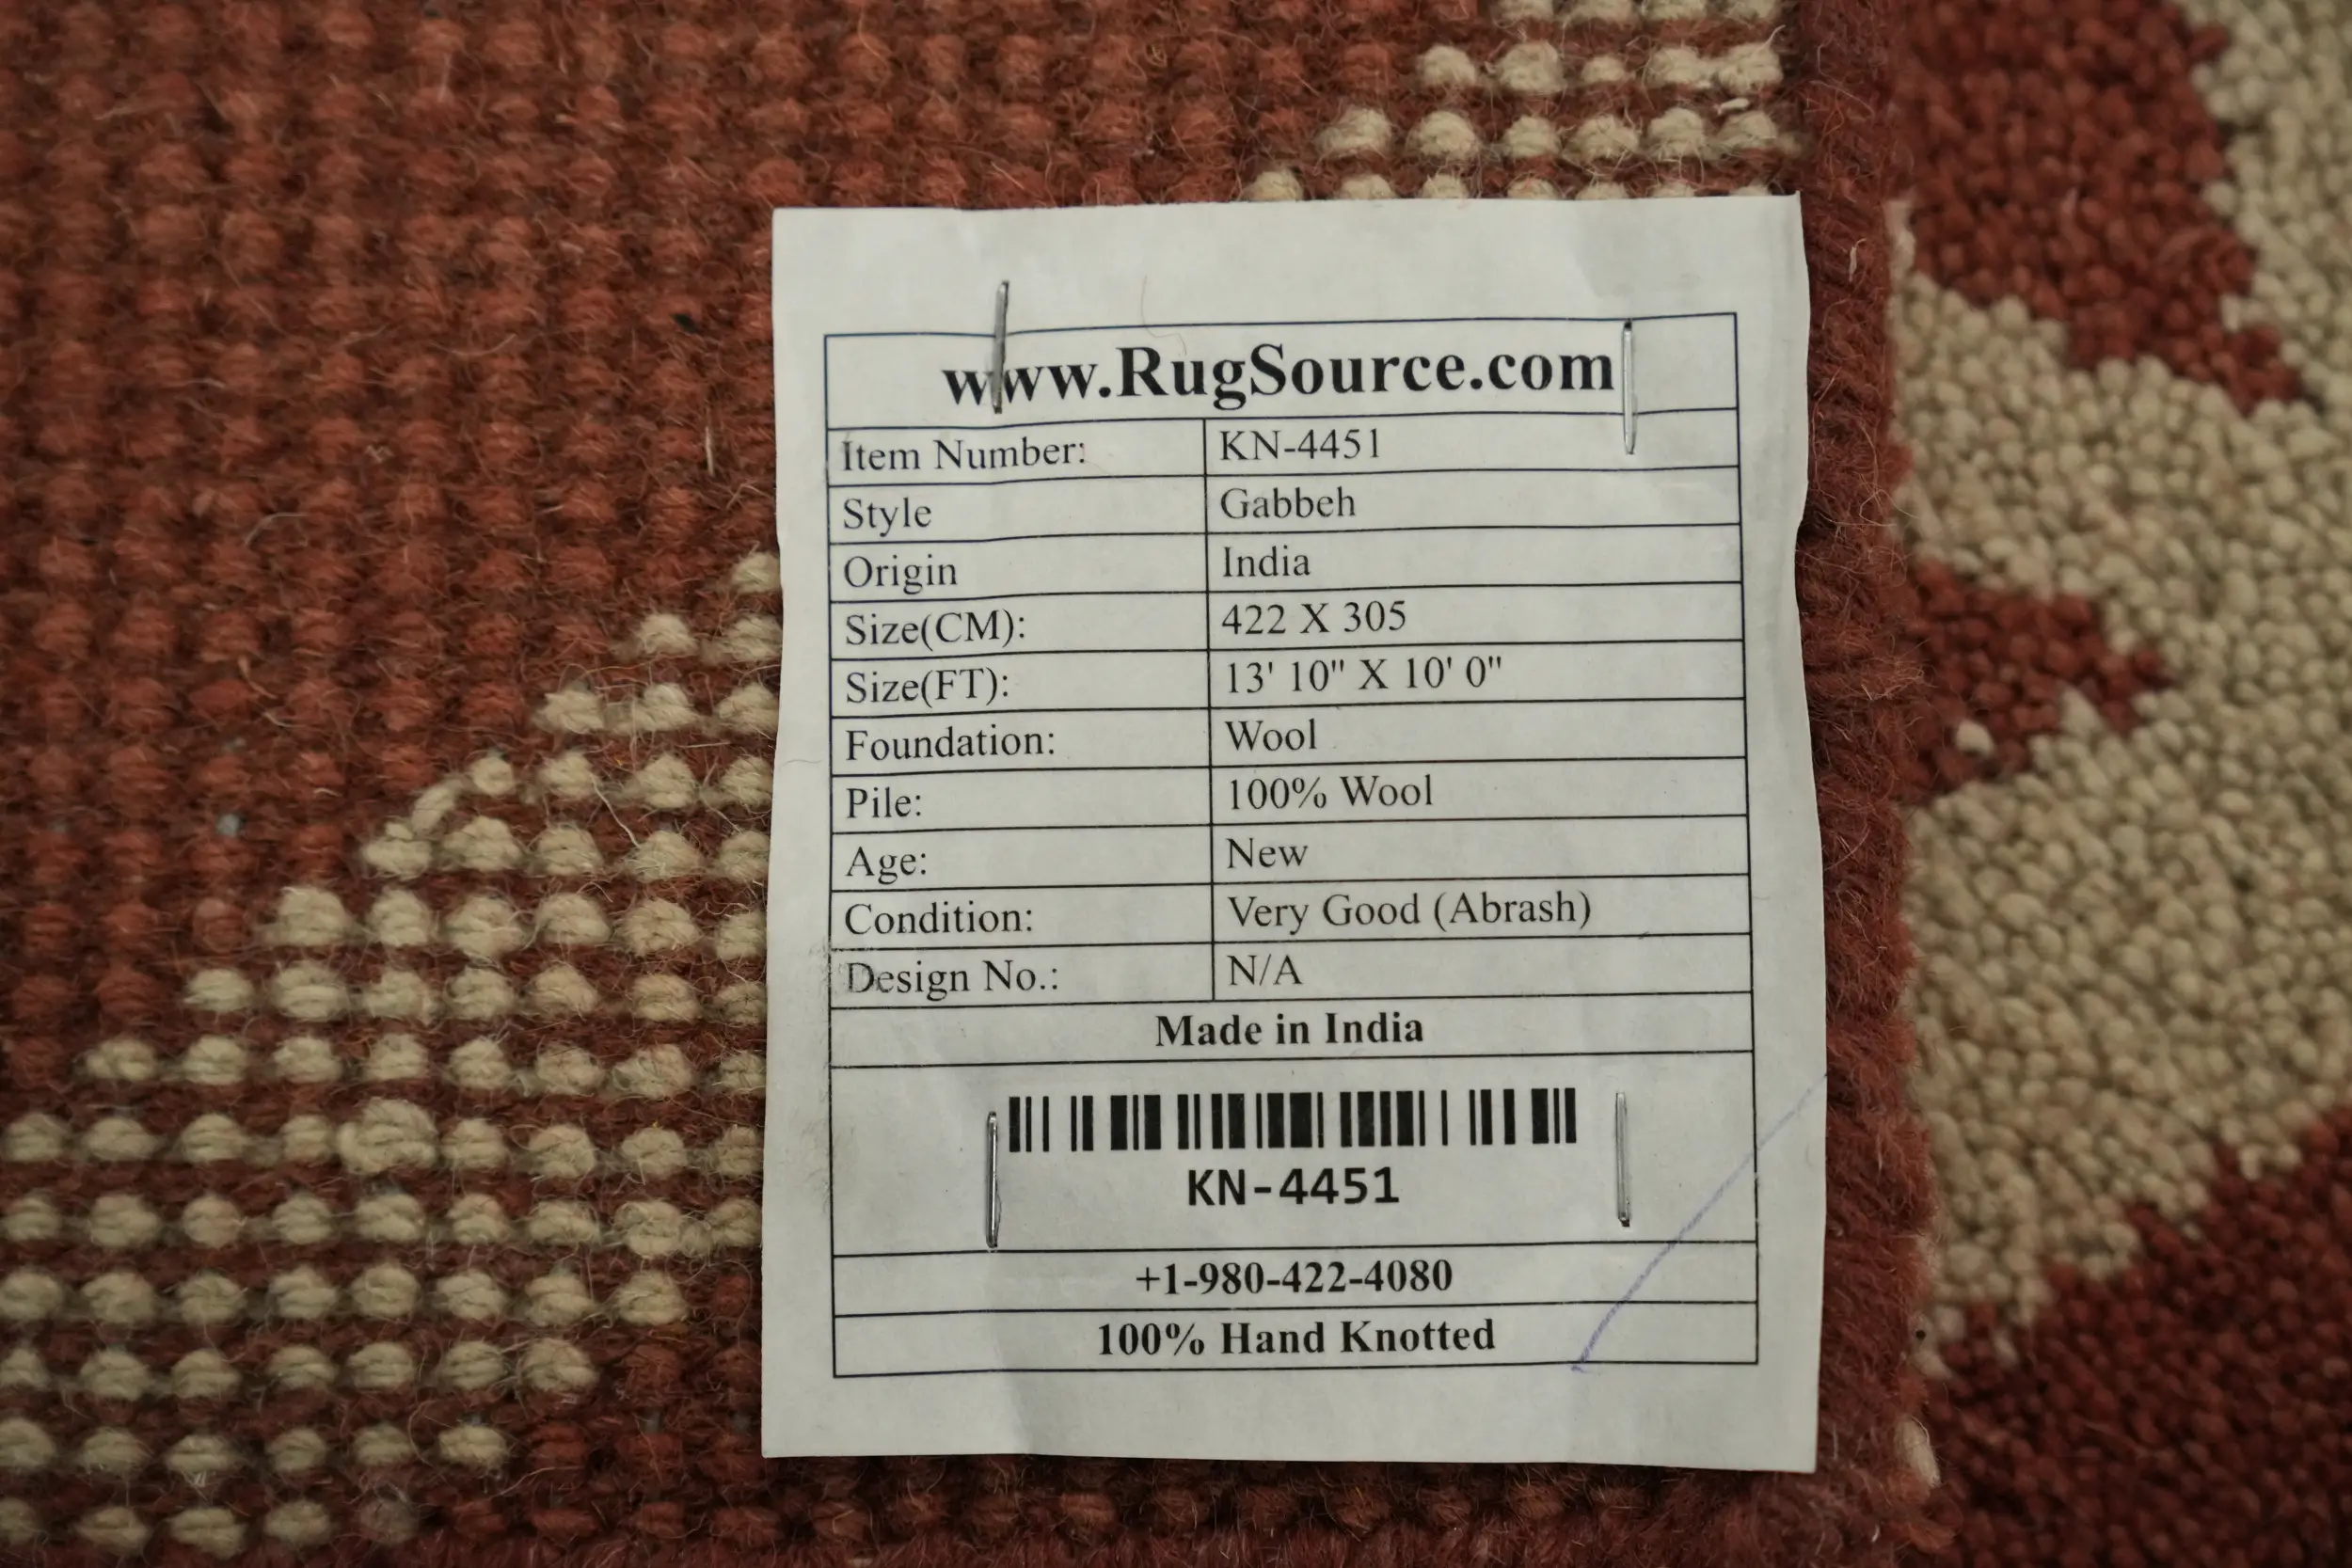 www.RugSource.com
Item Number: KN-4451
Style Gabbeh
Origin India
Size(CM): 422 X 305
Size(FT): 13' 10" X 10' 0"
Foundation: Wool
Pile: 100% Wool
Age: New
Condition: Very Good (Abrash)
Design No.: N/A
Made in India
KN-4451
+1-980-422-4080
100% Hand Knotted